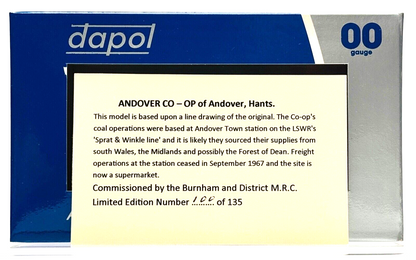 dapol
00
gauge
ANDOVER CO – OP of Andover, Hants.
This model is based upon a line drawing of the original. The Co-op's
coal operations were based at Andover Town station on the LSWR's
'Sprat & Winkle line' and it is likely they sourced their supplies from
south Wales, the Midlands and possibly the Forest of Dean. Freight
operations at the station ceased in September 1967 and the site is
now a supermarket.
Commissioned by the Burnham and District M.R.C.
Limited Edition Number 100 of 135